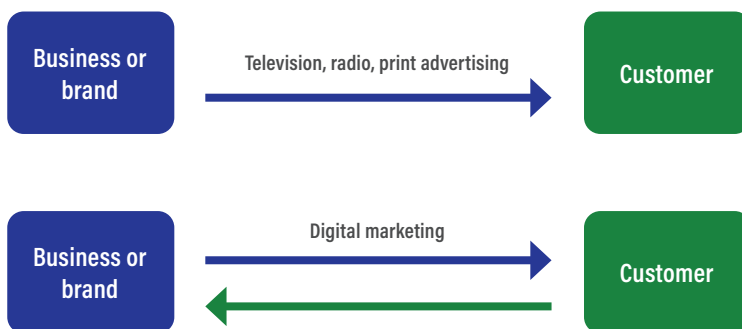 Business or
brand
Television, radio, print advertising
Customer
Business or
brand
Digital marketing
Customer